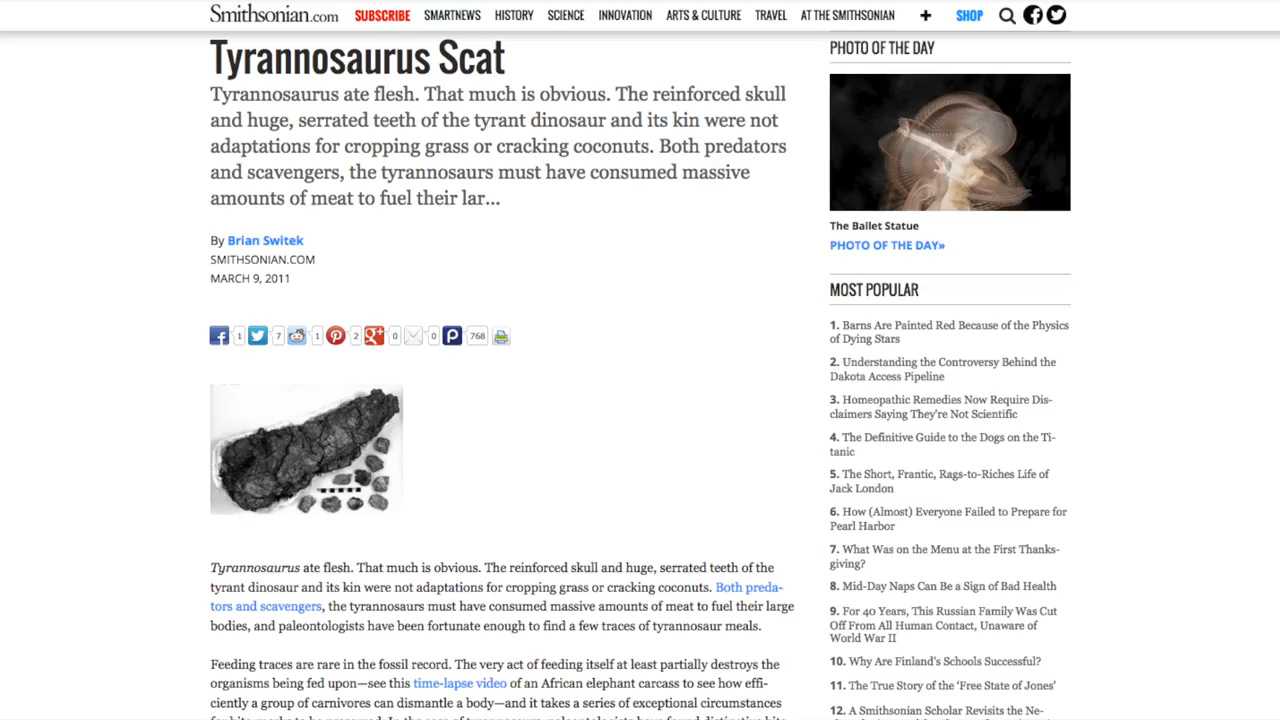 Smithsonian.com SUBSCRIBE SMARTNEWS HISTORY SCIENCE INNOVATION ARTS & CULTURE TRAVEL AT THE SMITHSONIAN + SHOP
Tyrannosaurus Scat
Tyrannosaurus ate flesh. That much is obvious. The reinforced skull
and huge, serrated teeth of the tyrant dinosaur and its kin were not
adaptations for cropping grass or cracking coconuts. Both predators
and scavengers, the tyrannosaurs must have consumed massive
amounts of meat to fuel their lar...
By Brian Switek
SMITHSONIAN.COM
MARCH 9, 2011
1 7 1 2 0 0 768
Tyrannosaurus ate flesh. That much is obvious. The reinforced skull and huge, serrated teeth of the
tyrant dinosaur and its kin were not adaptations for cropping grass or cracking coconuts. Both preda-
tors and scavengers, the tyrannosaurs must have consumed massive amounts of meat to fuel their large
bodies, and paleontologists have been fortunate enough to find a few traces of tyrannosaur meals.
Feeding traces are rare in the fossil record. The very act of feeding itself at least partially destroys the
organisms being fed upon—see this time-lapse video of an African elephant carcass to see how effi-
ciently a group of carnivores can dismantle a body—and it takes a series of exceptional circumstances
PHOTO OF THE DAY
The Ballet Statue
PHOTO OF THE DAY»
MOST POPULAR
1. Barns Are Painted Red Because of the Physics
of Dying Stars
2. Understanding the Controversy Behind the
Dakota Access Pipeline
3. Homeopathic Remedies Now Require Dis-
claimers Saying They're Not Scientific
4. The Definitive Guide to the Dogs on the Ti-
tanic
5. The Short, Frantic, Rags-to-Riches Life of
Jack London
6. How (Almost) Everyone Failed to Prepare for
Pearl Harbor
7. What Was on the Menu at the First Thanks-
giving?
8. Mid-Day Naps Can Be a Sign of Bad Health
9. For 40 Years, This Russian Family Was Cut
Off From All Human Contact, Unaware of
World War II
10. Why Are Finland's Schools Successful?
11. The True Story of the 'Free State of Jones'
12. A Smithsonian Scholar Revisits the Ne-